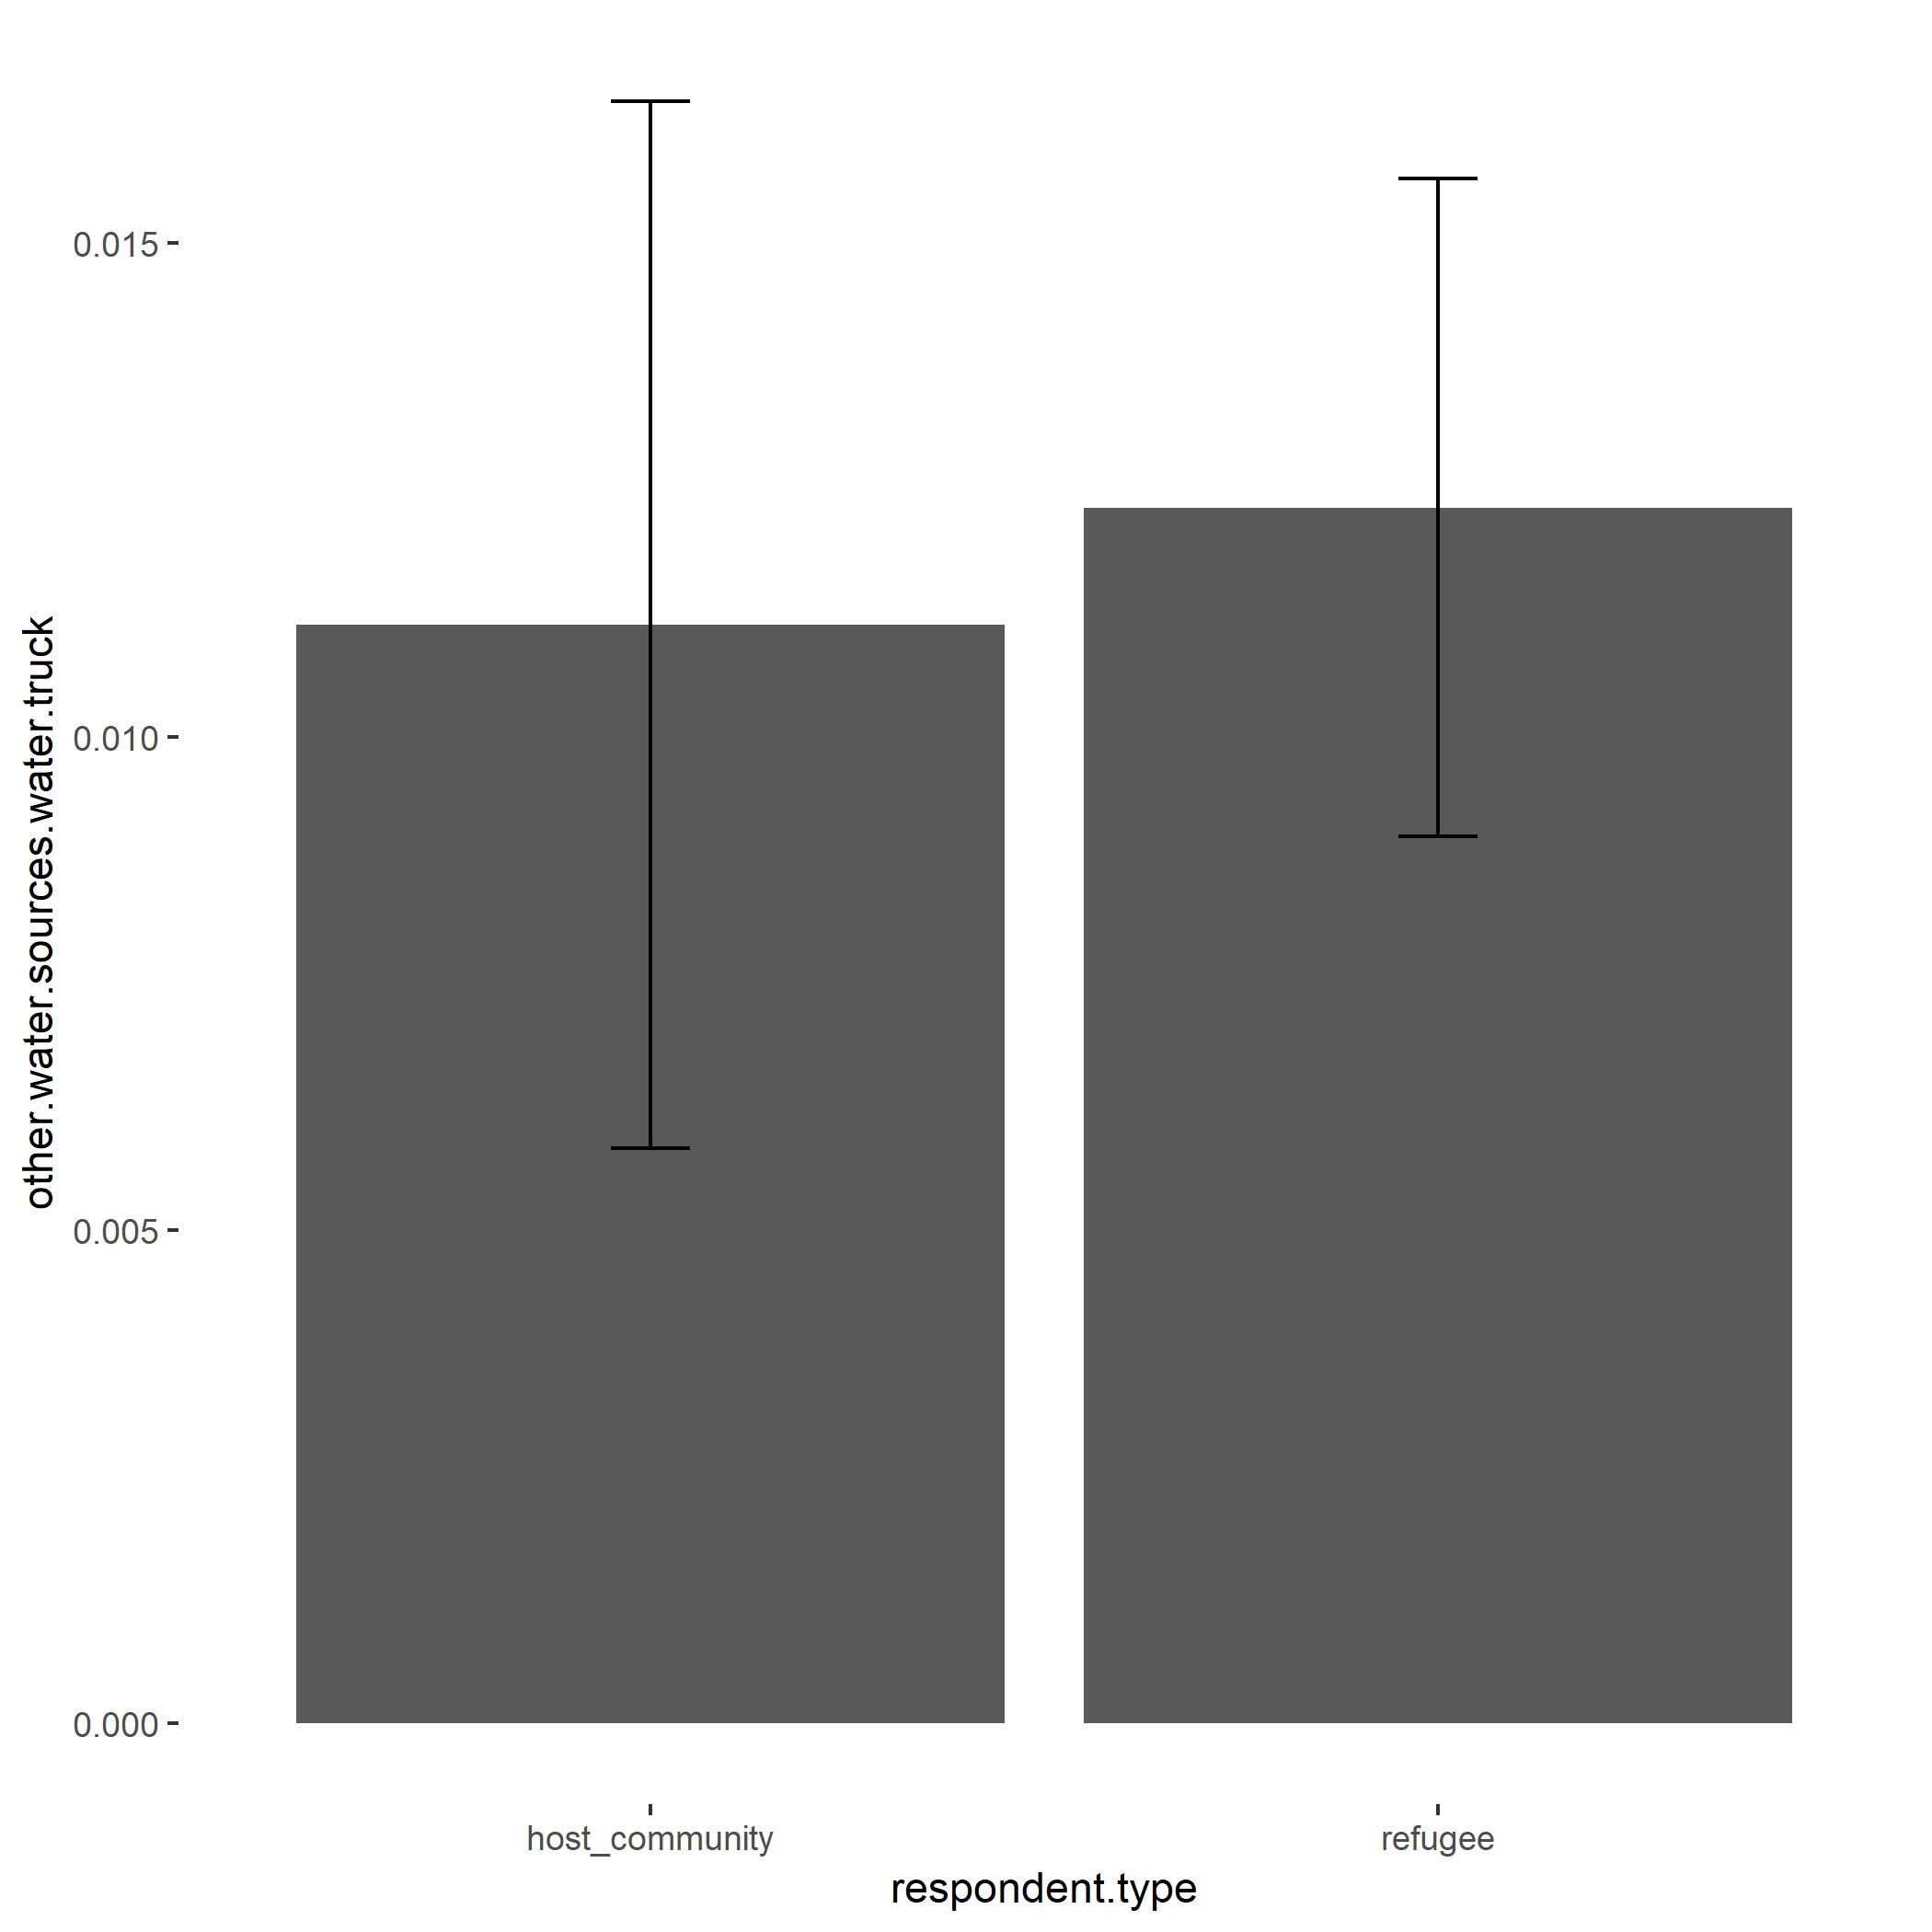 other.water.sources.water.truck
0.015
0.010
0.005
0.000
host_community
refugee
respondent.type